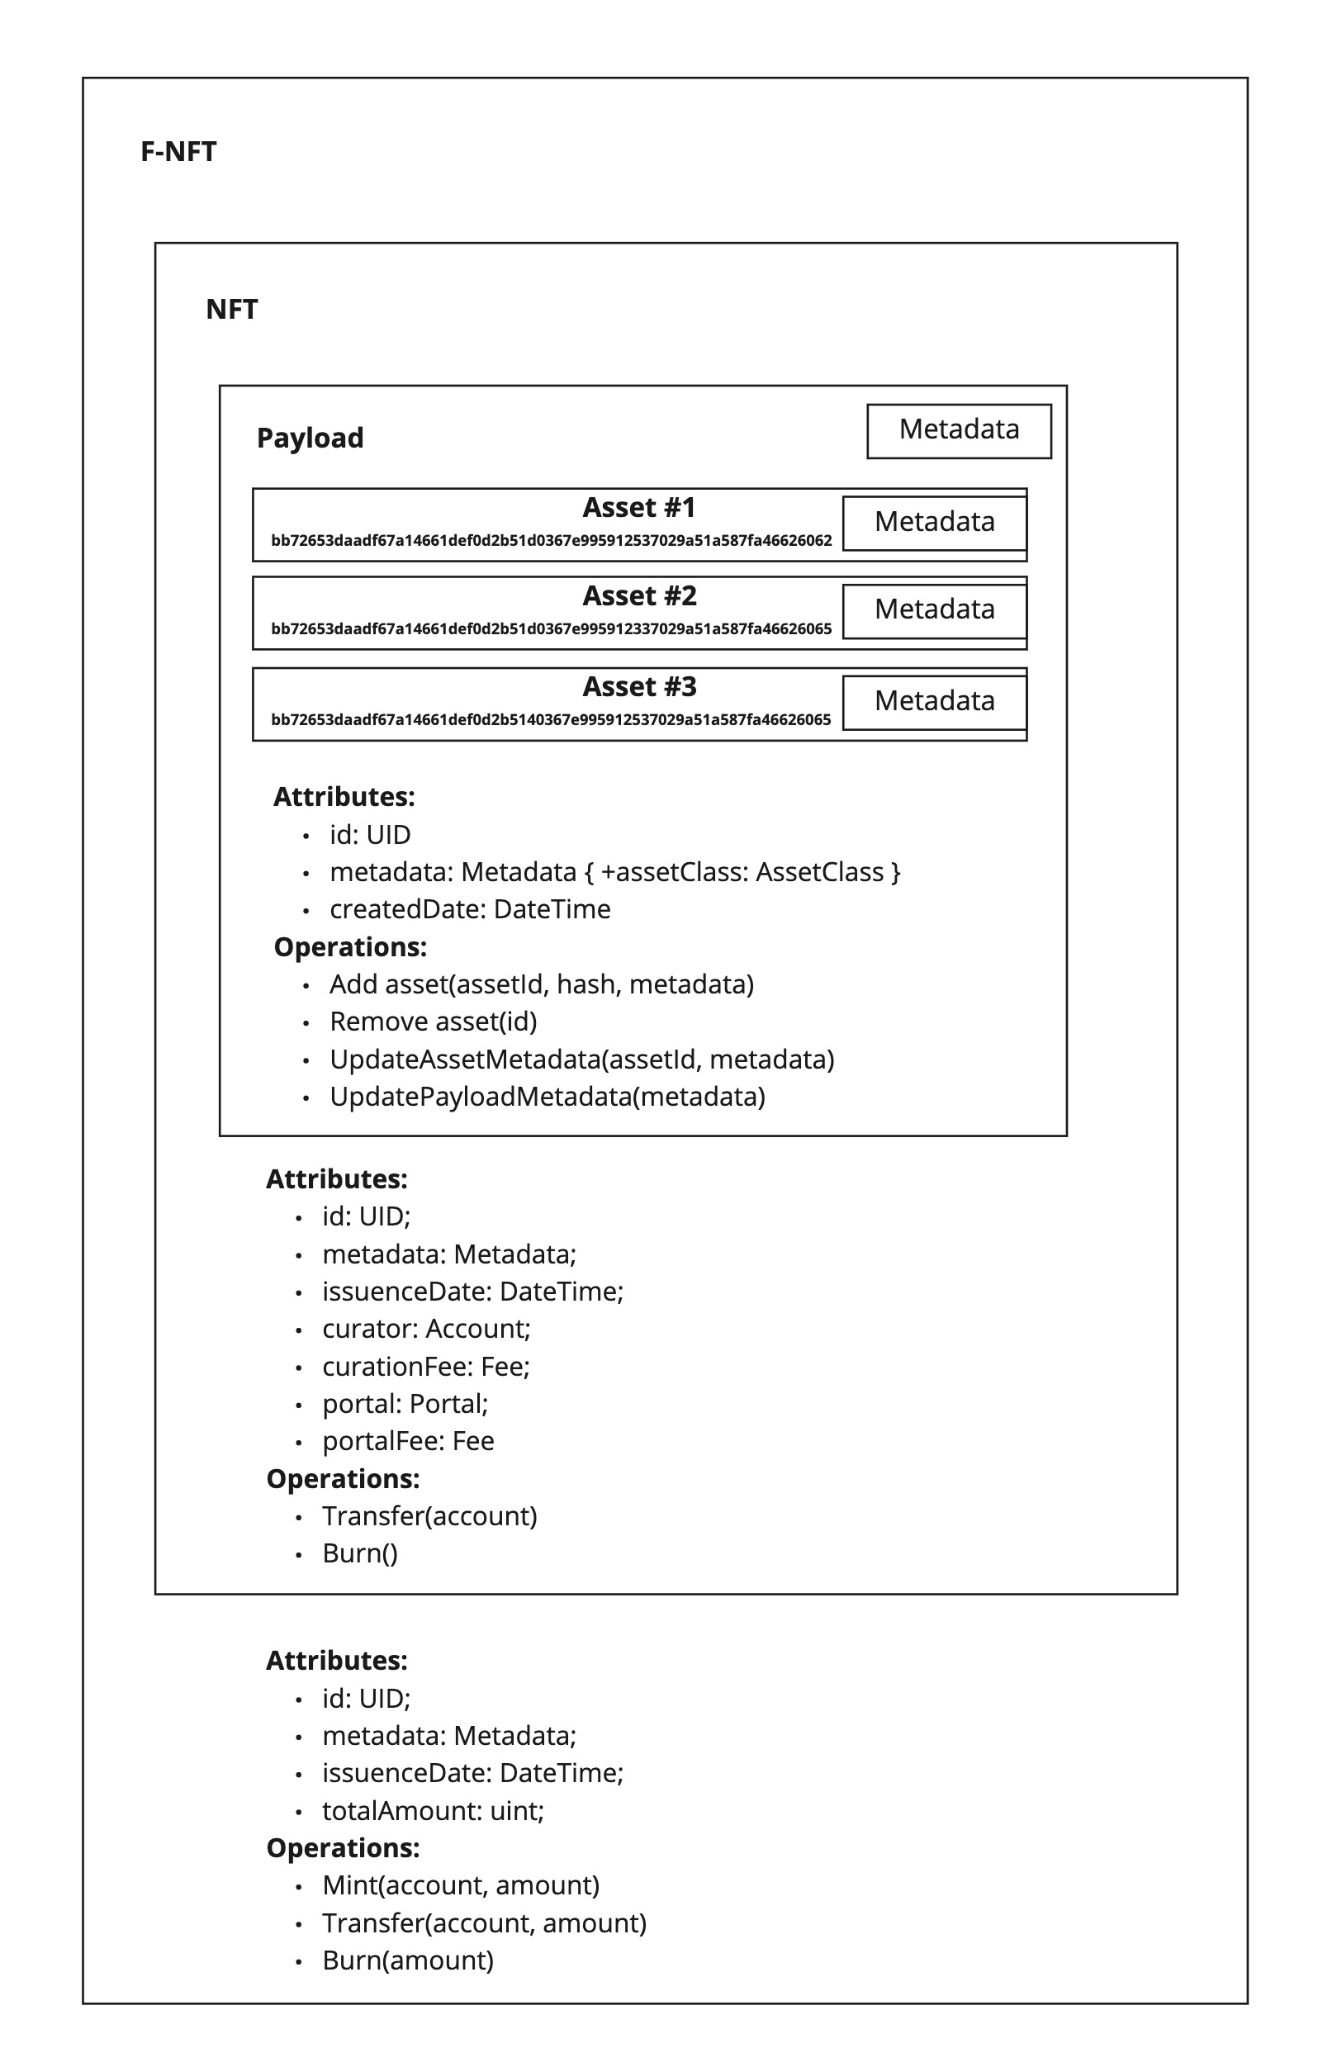 F-NFT
NFT
Payload
Metadata
Asset #1
bb72653daadf67a14661def0d2b51d0367e995912537029a51a587fa46626062
Metadata
Asset #2
bb72653daadf67a14661def0d2b51d0367e995912337029a51a587fa46626065
Metadata
Asset #3
bb72653daadf67a14661def0d2b5140367e995912537029a51a587fa46626065
Metadata
Attributes:
• id: UID
• metadata: Metadata { +assetClass: AssetClass }
• createdDate: DateTime
Operations:
• Add asset(assetId, hash, metadata)
• Remove asset(id)
• UpdateAssetMetadata(assetId, metadata)
• UpdatePayloadMetadata(metadata)
Attributes:
• id: UID;
• metadata: Metadata;
• issuenceDate: DateTime;
• curator: Account;
• curationFee: Fee;
• portal: Portal;
• portalFee: Fee
Operations:
• Transfer(account)
• Burn()
Attributes:
• id: UID;
• metadata: Metadata;
• issuenceDate: DateTime;
• totalAmount: uint;
Operations:
• Mint(account, amount)
• Transfer(account, amount)
• Burn(amount)